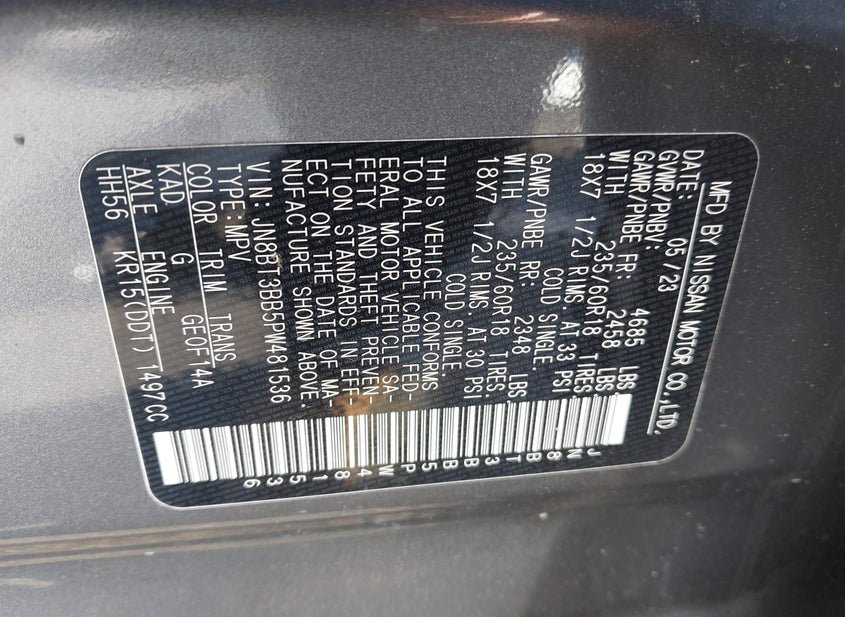 MFD BY NISSAN MOTOR CO.,LTD.
DATE: 05/23
GVWR/PNBV: 4685 LBS
GAWR/PNBE FR: 2458 LBS
WITH 235/60R18 TIRES.
18X7 1/2J RIMS. AT 33 PSI
COLD SINGLE.
GAWR/PNBE RR: 2348 LBS
WITH 235/60R18 TIRES.
18X7 1/2J RIMS. AT 30 PSI
COLD SINGLE.
THIS VEHICLE CONFORMS
TO ALL APPLICABLE FED-
ERAL MOTOR VEHICLE SA-
FETY AND THEFT PREVEN-
TION STANDARDS IN EFF-
ECT ON THE DATE OF MA-
NUFACTURE SHOWN ABOVE.
VIN: JN8BT3BB5PW481536
TYPE: MPV
COLOR TRIM TRANS
KAD G GE0F14A
AXLE ENGINE
HH56 KR15(DDT) 1497CC
JN8BT3BB5PW481536